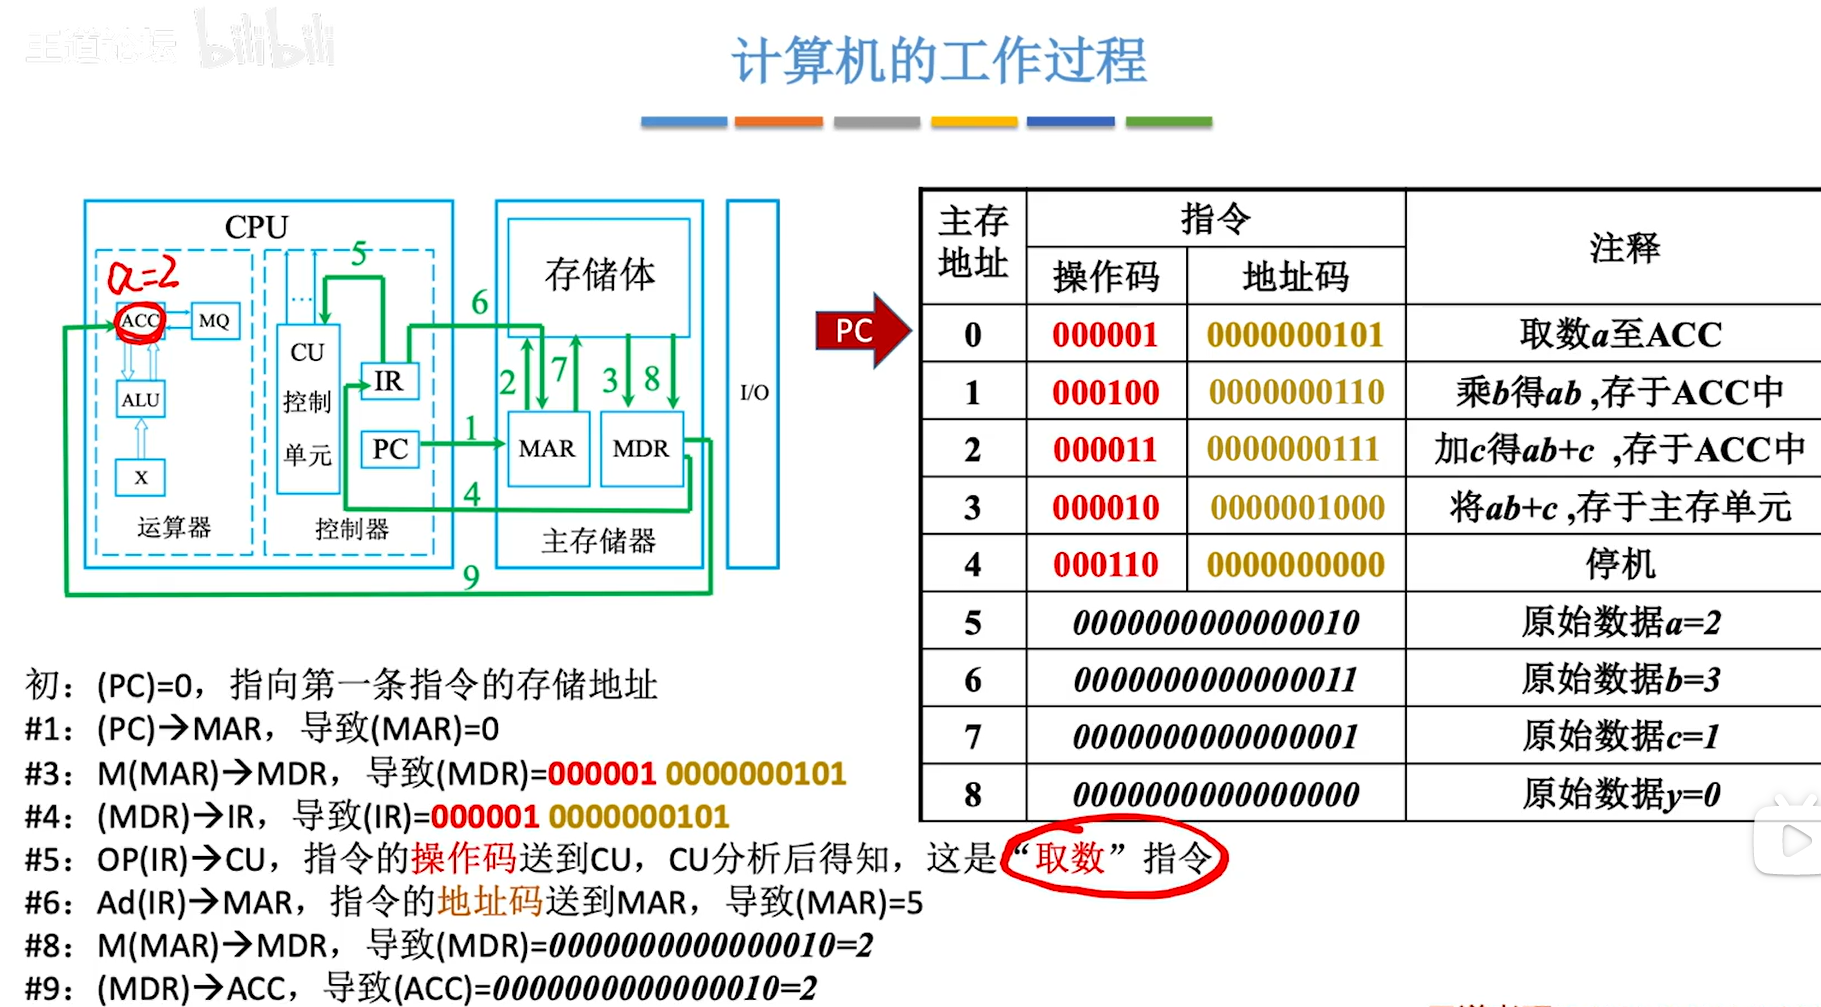 王道论坛 bilibili
计算机的工作过程
CPU
a=2
ACC
MQ
ALU
X
运算器
5
...
CU
控制
单元
IR
PC
控制器
6
1
4
9
存储体
2
7
3
8
MAR
MDR
主存储器
I/O
PC
主存地址 指令 注释
操作码 地址码
0 000001 0000000101 取数a至ACC
1 000100 0000000110 乘b得ab ,存于ACC中
2 000011 0000000111 加c得ab+c ,存于ACC中
3 000010 0000001000 将ab+c ,存于主存单元
4 000110 0000000000 停机
5 0000000000000010 原始数据a=2
6 0000000000000011 原始数据b=3
7 0000000000000001 原始数据c=1
8 0000000000000000 原始数据y=0
初：(PC)=0，指向第一条指令的存储地址
#1：(PC)→MAR，导致(MAR)=0
#3：M(MAR)→MDR，导致(MDR)=000001 0000000101
#4：(MDR)→IR，导致(IR)=000001 0000000101
#5：OP(IR)→CU，指令的操作码送到CU，CU分析后得知，这是“取数”指令
#6：Ad(IR)→MAR，指令的地址码送到MAR，导致(MAR)=5
#8：M(MAR)→MDR，导致(MDR)=0000000000000010=2
#9：(MDR)→ACC，导致(ACC)=0000000000000010=2